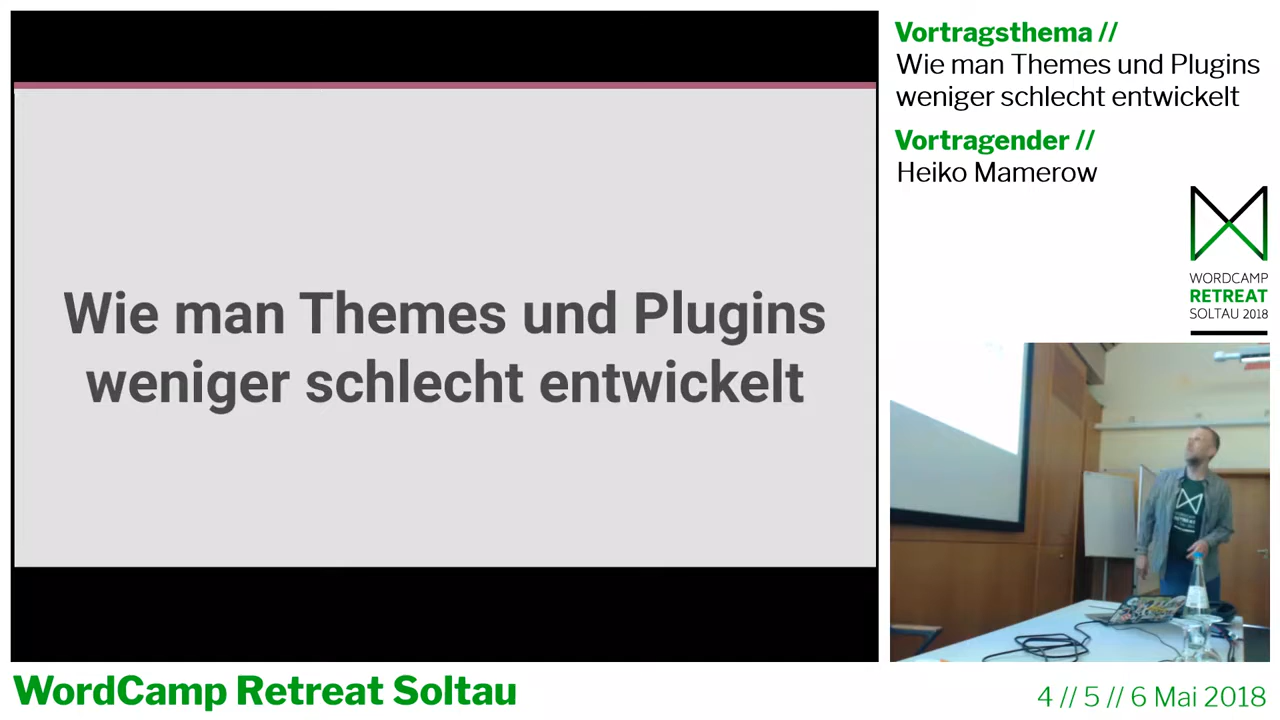 Wie man Themes und Plugins
weniger schlecht entwickelt
Vortragsthema //
Wie man Themes und Plugins
weniger schlecht entwickelt
Vortragender //
Heiko Mamerow
WORDCAMP
RETREAT
SOLTAU 2018
WordCamp Retreat Soltau
4 // 5 // 6 Mai 2018